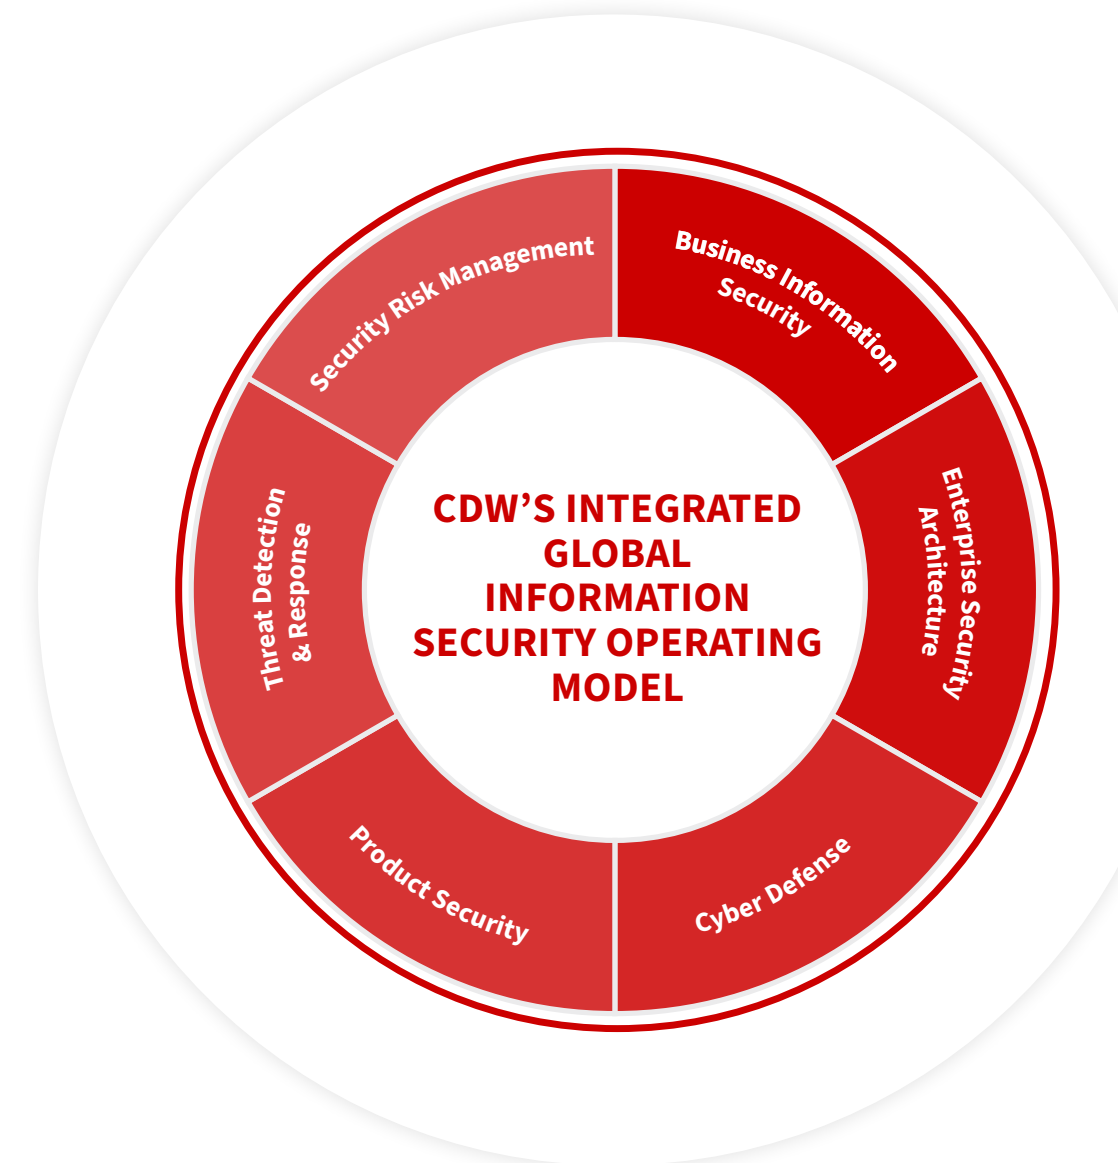 Security Risk Management
Business Information
Security
Enterprise Security
Architecture
Cyber Defense
Product Security
Threat Detection
& Response
CDW’S INTEGRATED
GLOBAL
INFORMATION
SECURITY OPERATING
MODEL